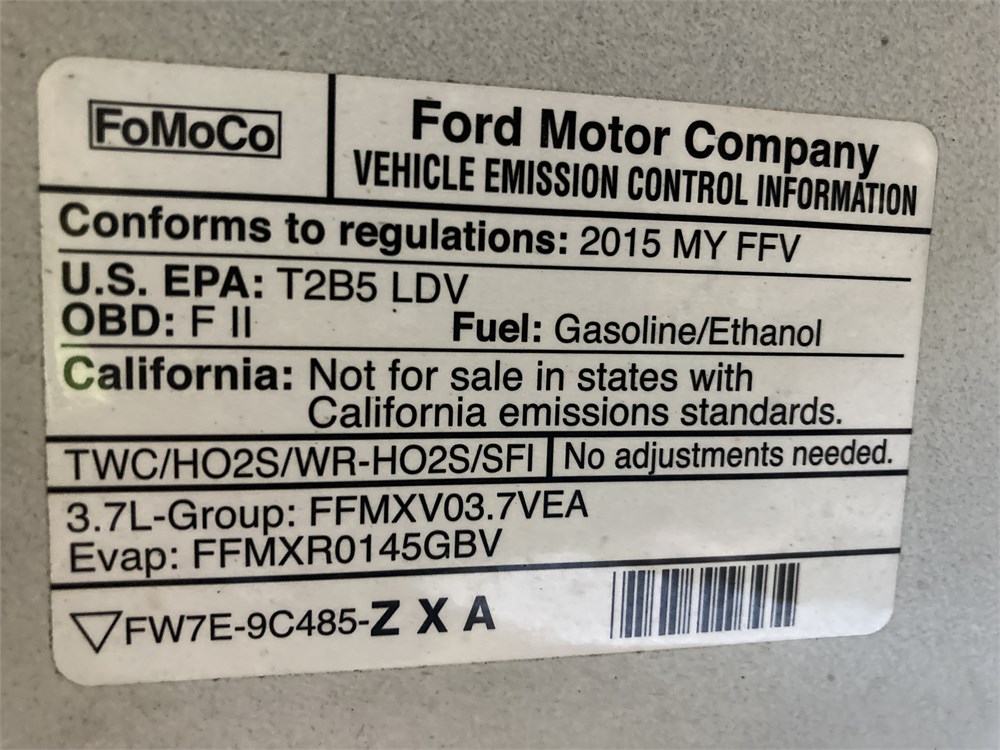 FoMoCo
Ford Motor Company
VEHICLE EMISSION CONTROL INFORMATION
Conforms to regulations: 2015 MY FFV
U.S. EPA: T2B5 LDV
OBD: F II Fuel: Gasoline/Ethanol
California: Not for sale in states with
California emissions standards.
TWC/HO2S/WR-HO2S/SFI No adjustments needed.
3.7L-Group: FFMXV03.7VEA
Evap: FFMXR0145GBV
FW7E-9C485-Z X A